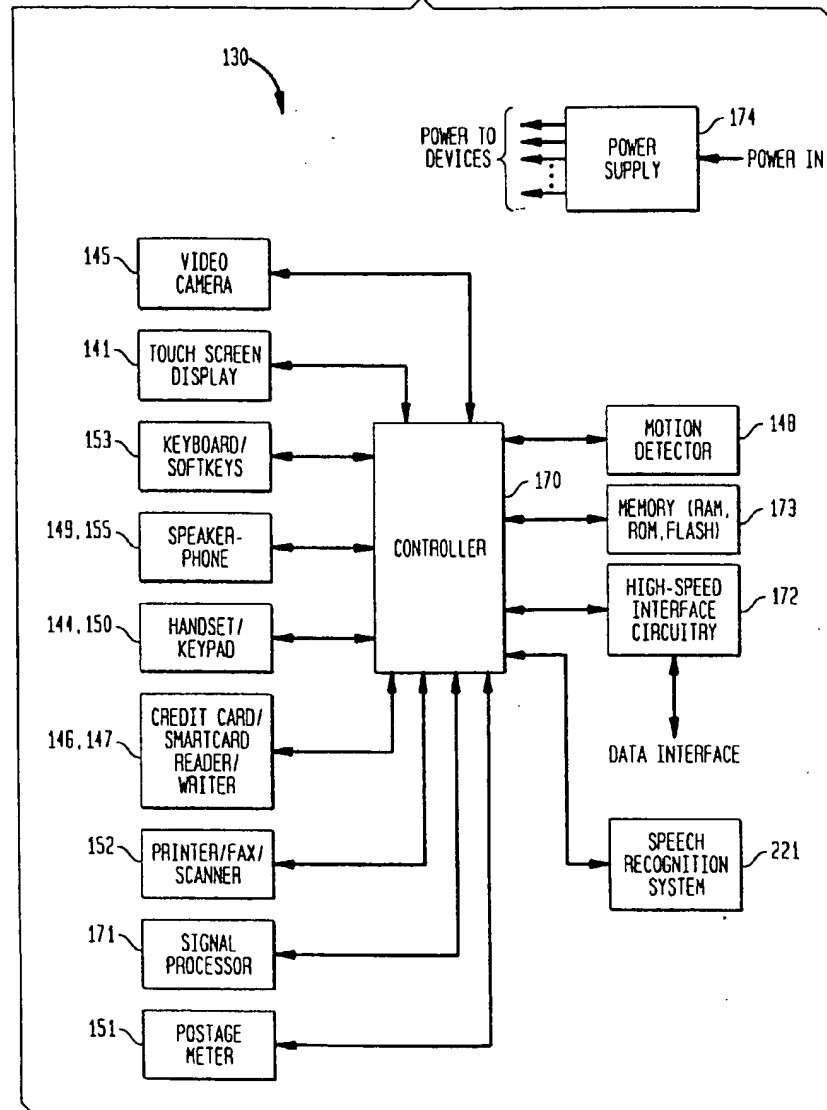 130
POWER TO
DEVICES
POWER
SUPPLY
174
POWER IN
145
VIDEO
CAMERA
141
TOUCH SCREEN
DISPLAY
153
KEYBOARD/
SOFTKEYS
149,155
SPEAKER-
PHONE
144,150
HANDSET/
KEYPAD
146,147
CREDIT CARD/
SMARTCARD
READER/
WRITER
152
PRINTER/FAX/
SCANNER
171
SIGNAL
PROCESSOR
151
POSTAGE
METER
CONTROLLER
170
MOTION
DETECTOR
148
MEMORY (RAM,
ROM,FLASH)
173
HIGH-SPEED
INTERFACE
CIRCUITRY
172
DATA INTERFACE
SPEECH
RECOGNITION
SYSTEM
221